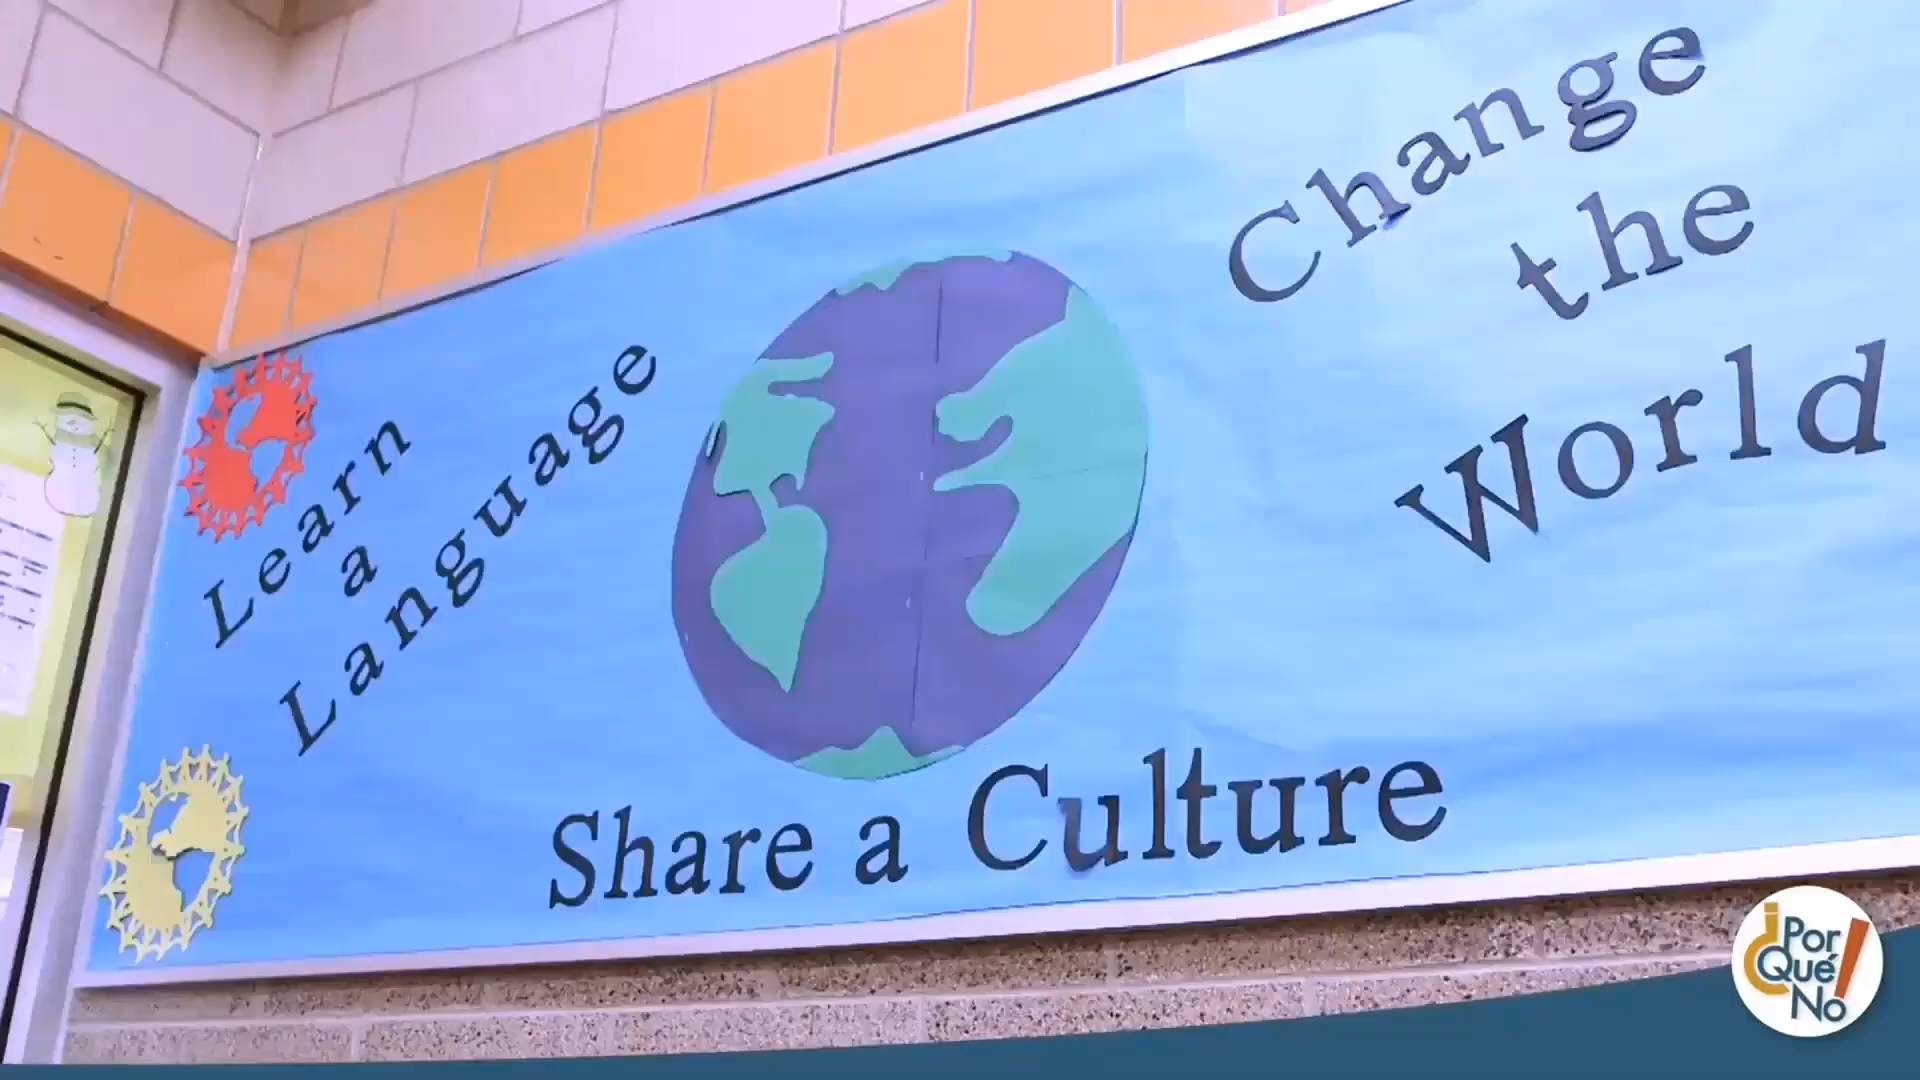 Learn
a
Language
Share a Culture
Change
the
World
¿Por
Qué
No!